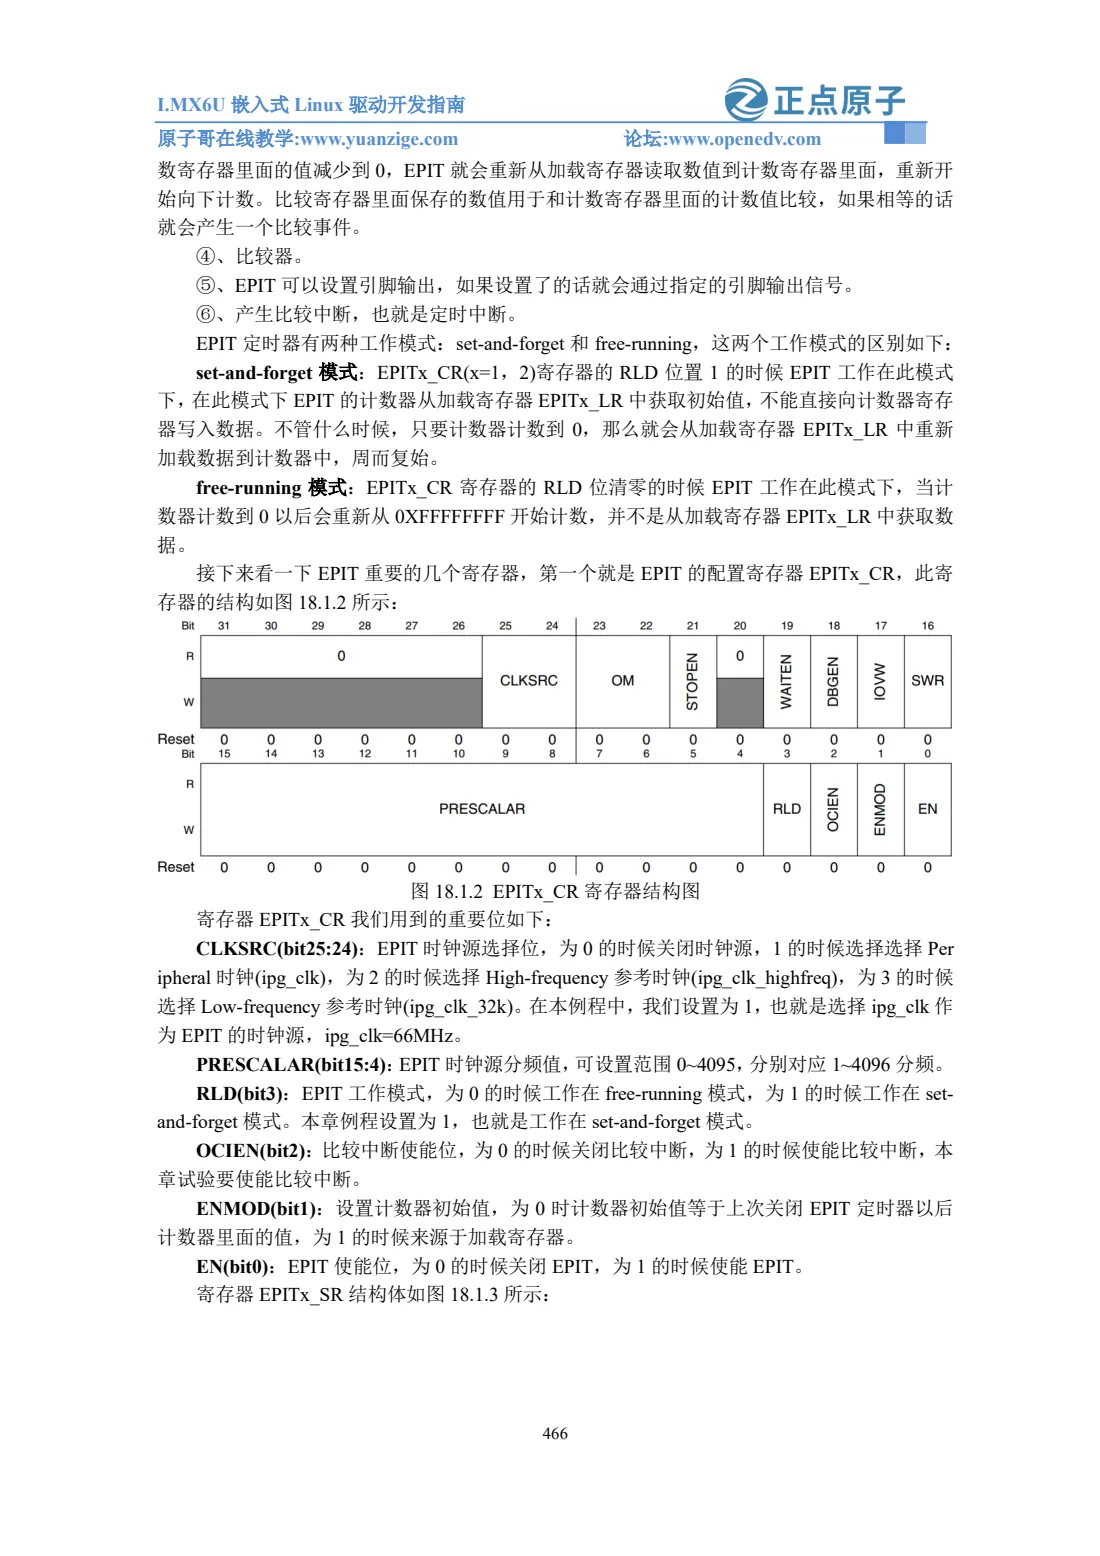 I.MX6U 嵌入式 Linux 驱动开发指南
正点原子
原子哥在线教学:www.yuanzige.com 论坛:www.openedv.com
数寄存器里面的值减少到 0，EPIT 就会重新从加载寄存器读取数值到计数寄存器里面，重新开
始向下计数。比较寄存器里面保存的数值用于和计数寄存器里面的计数值比较，如果相等的话
就会产生一个比较事件。
④、比较器。
⑤、EPIT 可以设置引脚输出，如果设置了的话就会通过指定的引脚输出信号。
⑥、产生比较中断，也就是定时中断。
EPIT 定时器有两种工作模式：set-and-forget 和 free-running，这两个工作模式的区别如下：
set-and-forget 模式：EPITx_CR(x=1，2)寄存器的 RLD 位置 1 的时候 EPIT 工作在此模式
下，在此模式下 EPIT 的计数器从加载寄存器 EPITx_LR 中获取初始值，不能直接向计数器寄存
器写入数据。不管什么时候，只要计数器计数到 0，那么就会从加载寄存器 EPITx_LR 中重新
加载数据到计数器中，周而复始。
free-running 模式：EPITx_CR 寄存器的 RLD 位清零的时候 EPIT 工作在此模式下，当计
数器计数到 0 以后会重新从 0XFFFFFFFF 开始计数，并不是从加载寄存器 EPITx_LR 中获取数
据。
接下来看一下 EPIT 重要的几个寄存器，第一个就是 EPIT 的配置寄存器 EPITx_CR，此寄
存器的结构如图 18.1.2 所示：
Bit 31 30 29 28 27 26 25 24 23 22 21 20 19 18 17 16
R 0 CLKSRC OM STOPEN 0 WAITEN DBGEN IOVW SWR
W
Reset 0 0 0 0 0 0 0 0 0 0 0 0 0 0 0 0
Bit 15 14 13 12 11 10 9 8 7 6 5 4 3 2 1 0
R PRESCALAR RLD OCIEN ENMOD EN
W
Reset 0 0 0 0 0 0 0 0 0 0 0 0 0 0 0 0
图 18.1.2 EPITx_CR 寄存器结构图
寄存器 EPITx_CR 我们用到的重要位如下：
CLKSRC(bit25:24)：EPIT 时钟源选择位，为 0 的时候关闭时钟源，1 的时候选择选择 Per
ipheral 时钟(ipg_clk)，为 2 的时候选择 High-frequency 参考时钟(ipg_clk_highfreq)，为 3 的时候
选择 Low-frequency 参考时钟(ipg_clk_32k)。在本例程中，我们设置为 1，也就是选择 ipg_clk 作
为 EPIT 的时钟源，ipg_clk=66MHz。
PRESCALAR(bit15:4)：EPIT 时钟源分频值，可设置范围 0~4095，分别对应 1~4096 分频。
RLD(bit3)：EPIT 工作模式，为 0 的时候工作在 free-running 模式，为 1 的时候工作在 set-
and-forget 模式。本章例程设置为 1，也就是工作在 set-and-forget 模式。
OCIEN(bit2)：比较中断使能位，为 0 的时候关闭比较中断，为 1 的时候使能比较中断，本
章试验要使能比较中断。
ENMOD(bit1)：设置计数器初始值，为 0 时计数器初始值等于上次关闭 EPIT 定时器以后
计数器里面的值，为 1 的时候来源于加载寄存器。
EN(bit0)：EPIT 使能位，为 0 的时候关闭 EPIT，为 1 的时候使能 EPIT。
寄存器 EPITx_SR 结构体如图 18.1.3 所示：
466